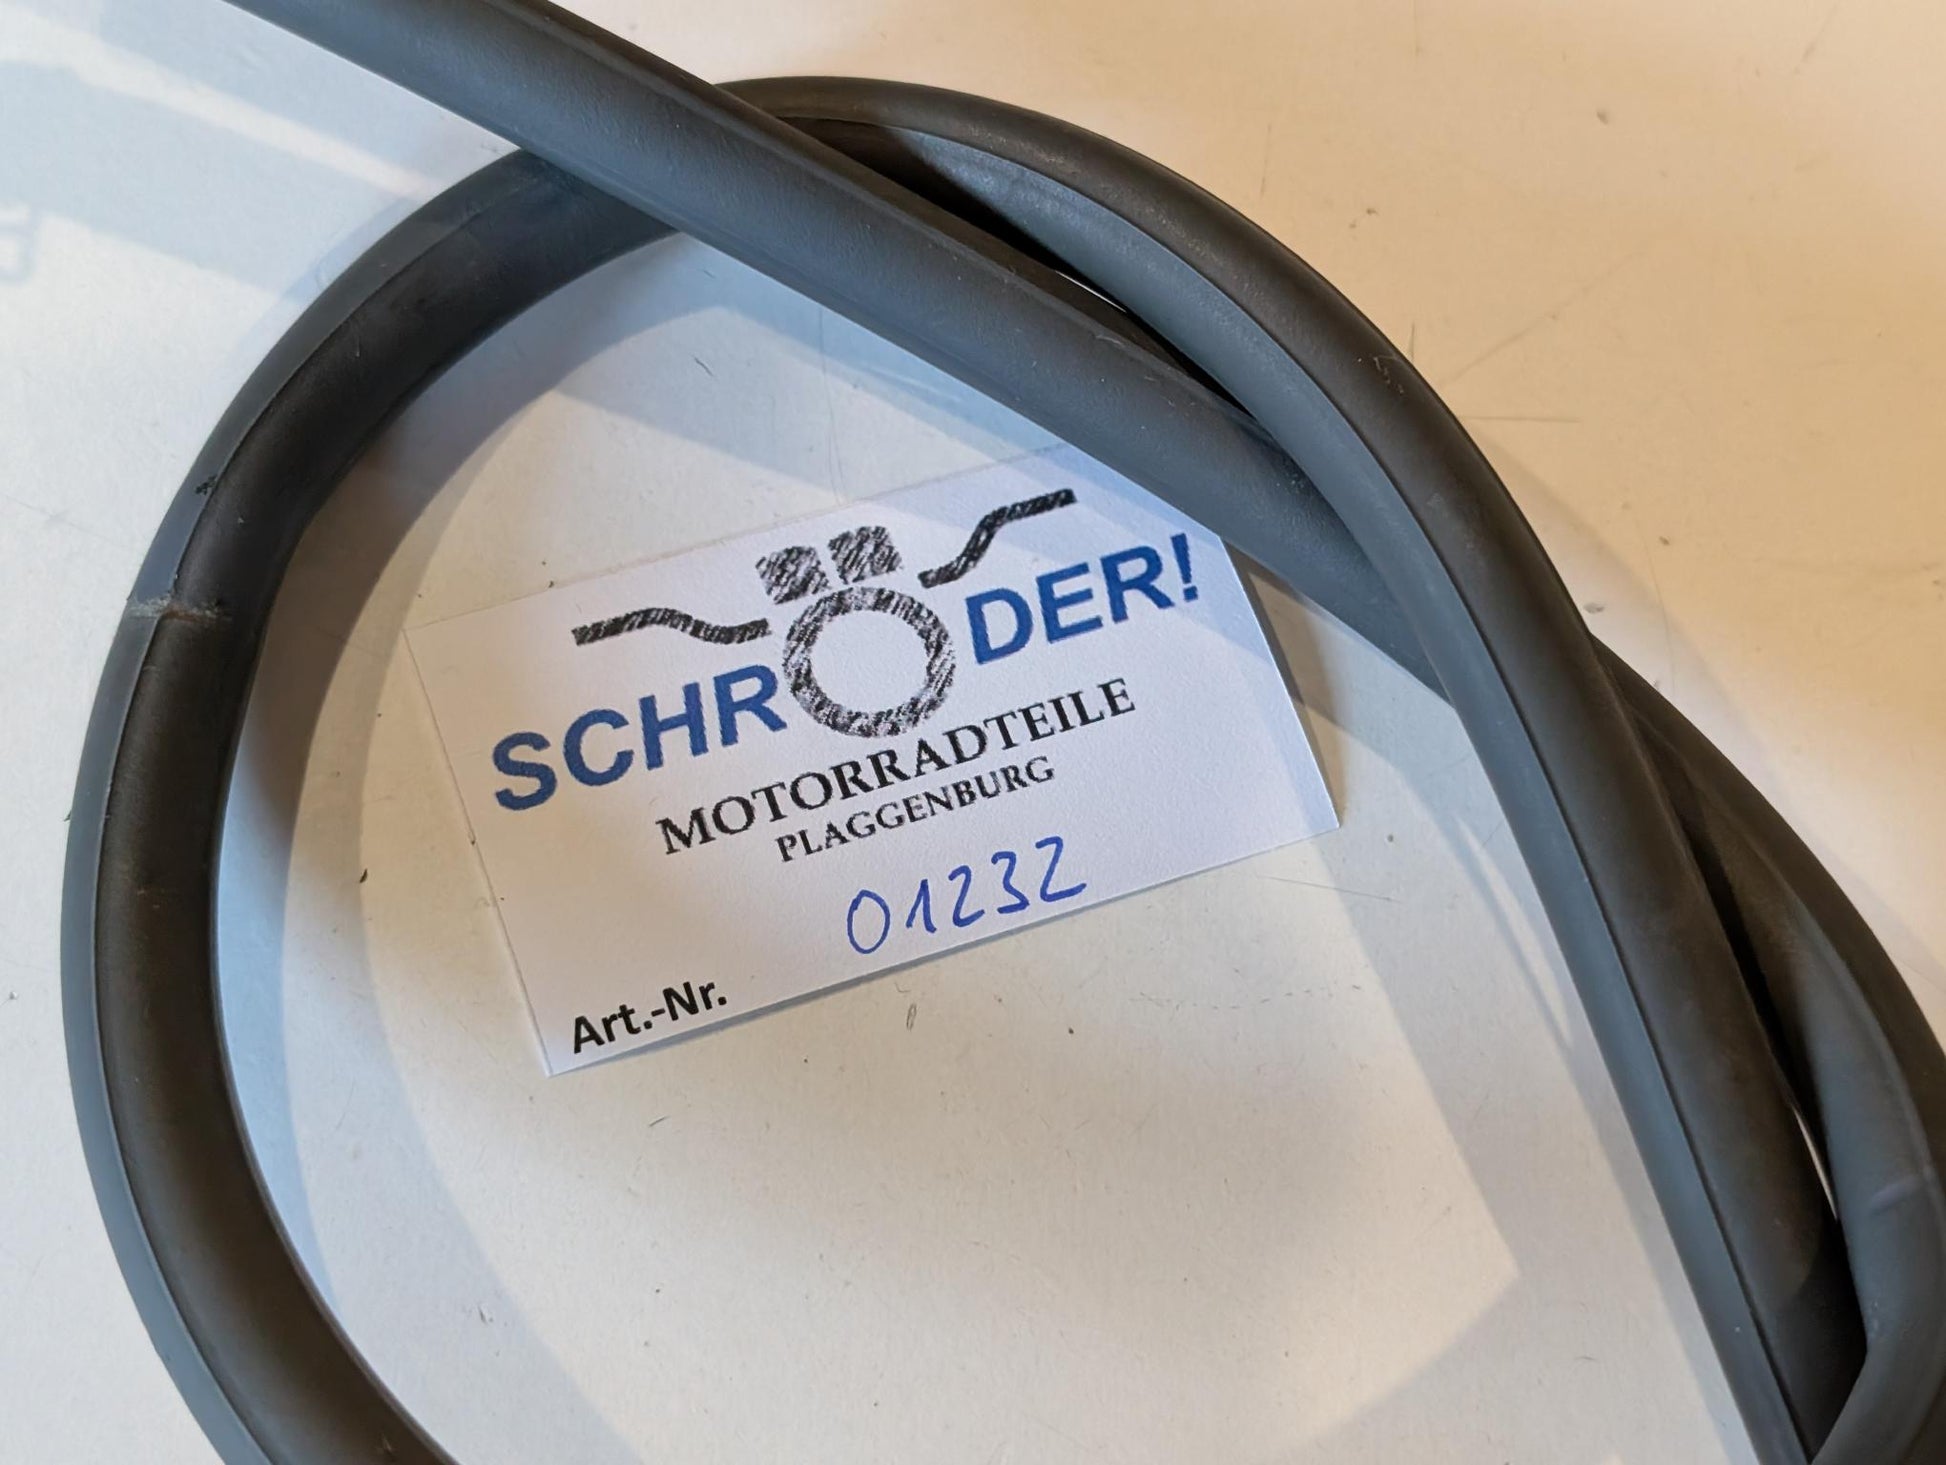 SCHRÖDER!
MOTORRADTEILE
PLAGGENBURG
01232
Art.-Nr.